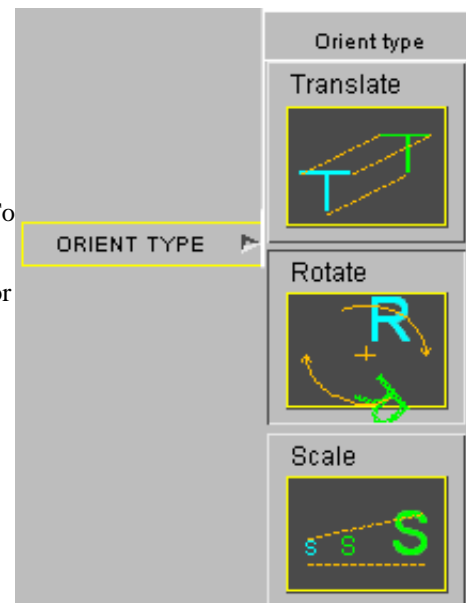 Orient type
Translate
T T
ORIENT TYPE
Rotate
R
R
Scale
s S S